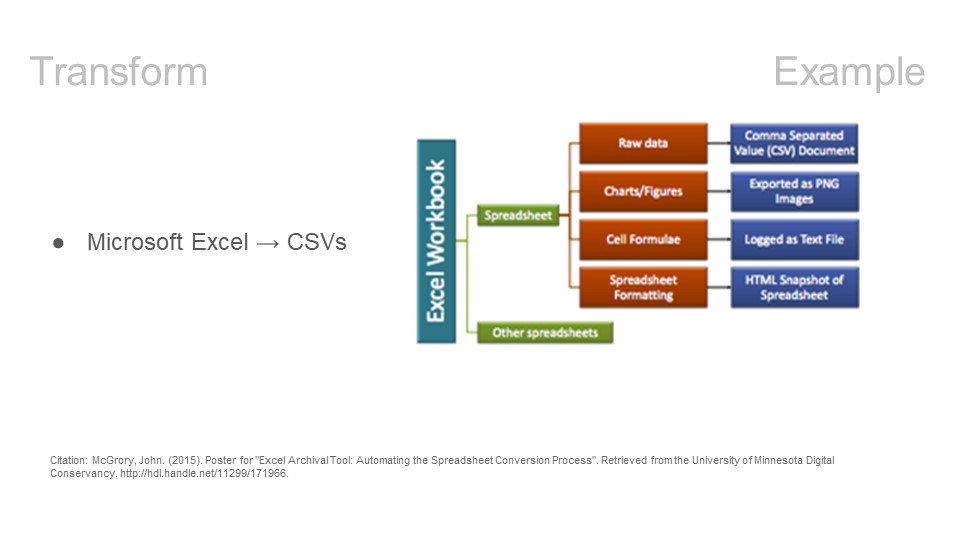 Transform
Example
● Microsoft Excel → CSVs
Excel Workbook
Spreadsheet
Other spreadsheets
Raw data
Comma Separated
Value (CSV) Document
Charts/Figures
Exported as PNG
Images
Cell Formulae
Logged as Text File
Spreadsheet
Formatting
HTML Snapshot of
Spreadsheet
Citation: McGrory, John. (2015). Poster for "Excel Archival Tool: Automating the Spreadsheet Conversion Process". Retrieved from the University of Minnesota Digital
Conservancy, http://hdl.handle.net/11299/171966.